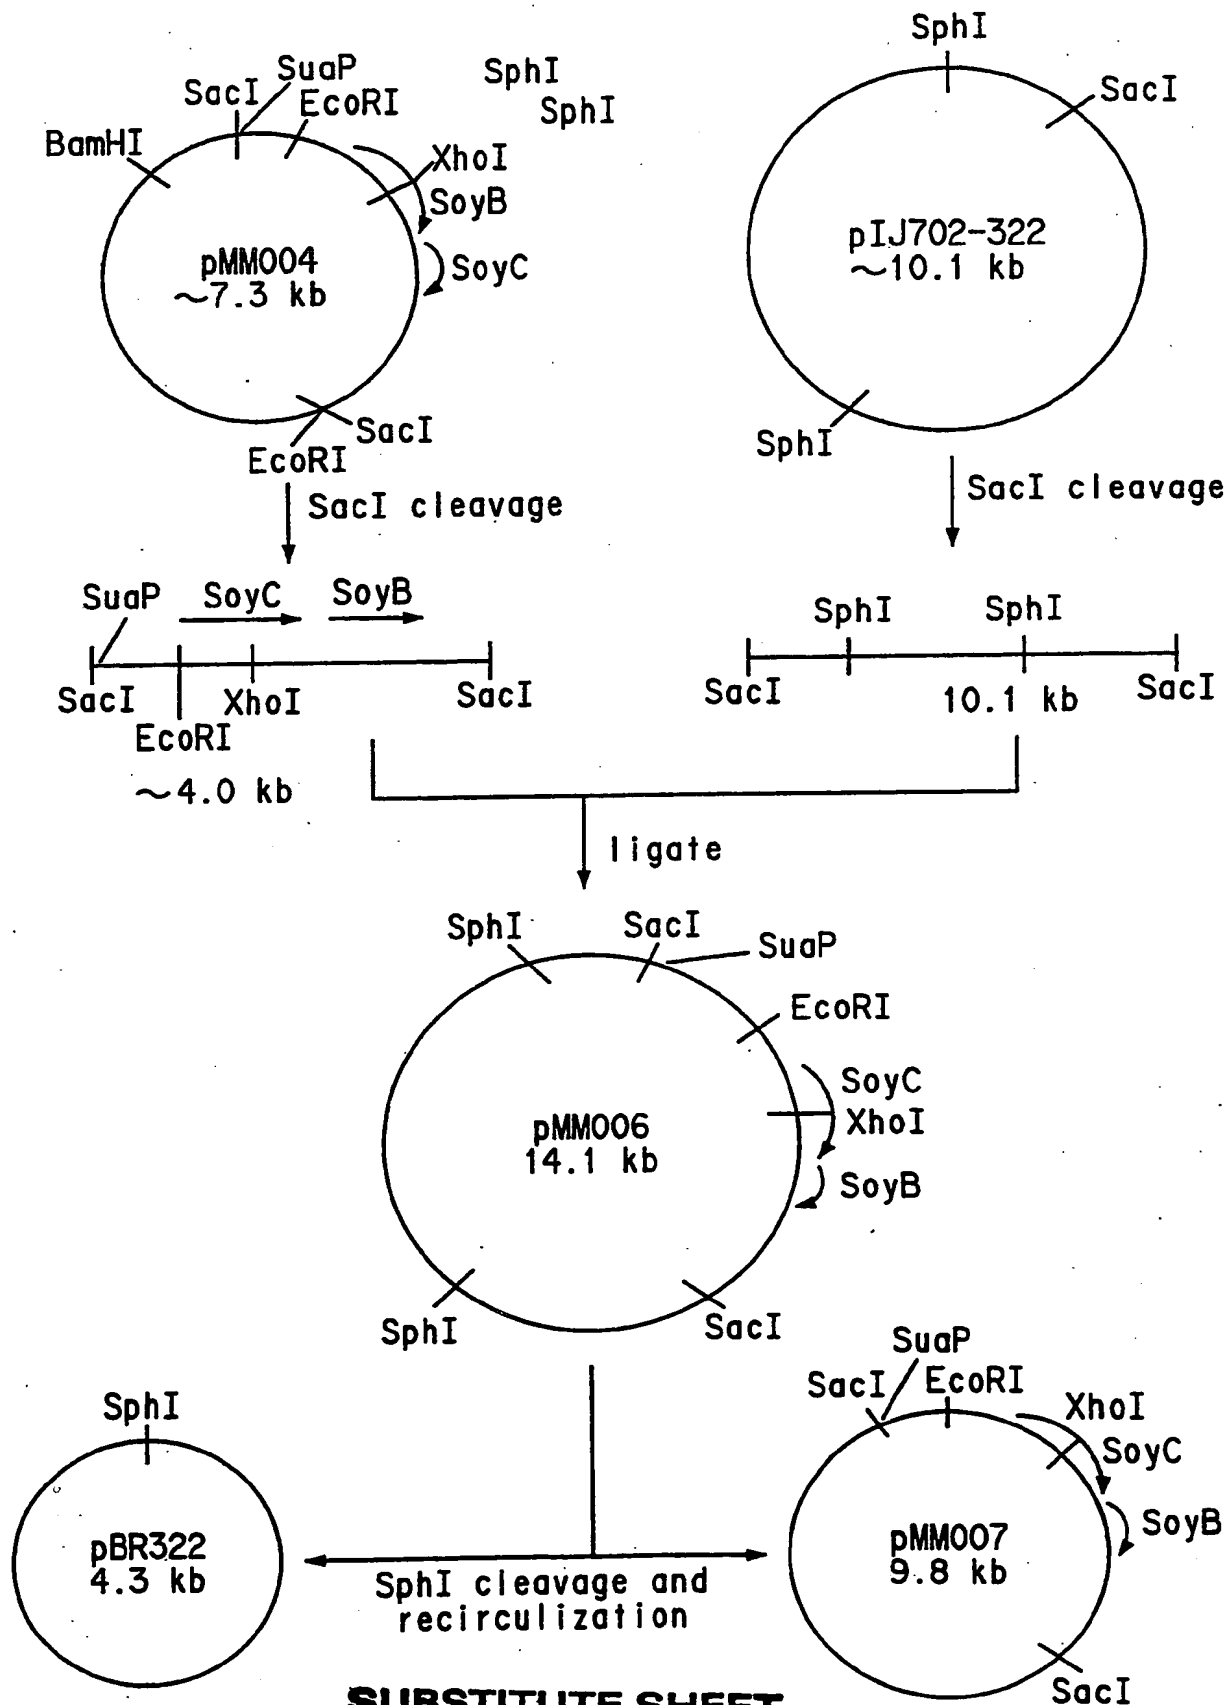 SphI
SuaP
SphI
SacI
EcoRI
SphI
SacI
BamHI
XhoI
SoyB
pMM004
~7.3 kb
SoyC
pIJ702-322
~10.1 kb
SacI
EcoRI
SphI
SacI cleavage
SacI cleavage
SuaP
SoyC
SoyB
SphI
SphI
SacI
XhoI
SacI
SacI
10.1 kb
SacI
EcoRI
~4.0 kb
ligate
SphI
SacI
SuaP
EcoRI
SoyC
XhoI
pMM006
14.1 kb
SoyB
SphI
SacI
SuaP
SacI
EcoRI
SphI
XhoI
SoyC
SoyB
pBR322
4.3 kb
pMM007
9.8 kb
SphI cleavage and
recirculization
SacI
SUBSTITUTE SHEET